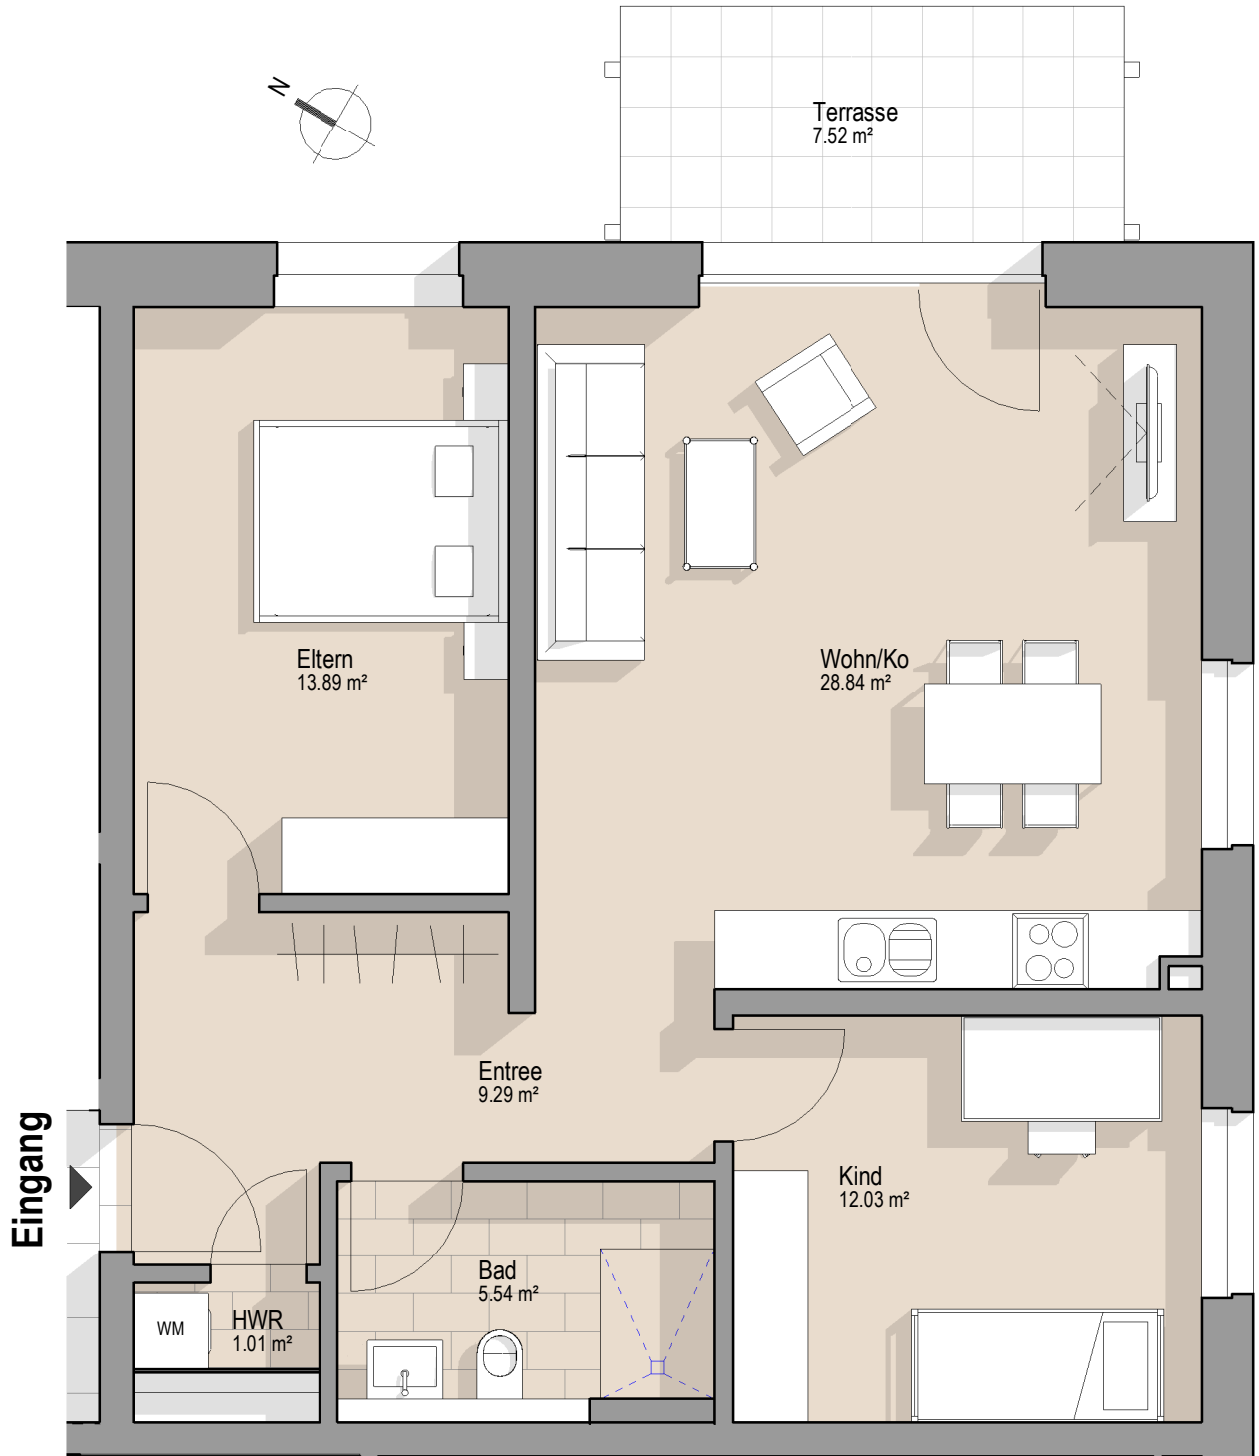 N
Terrasse
7.52 m²
Eltern
13.89 m²
Wohn/Ko
28.84 m²
Entree
9.29 m²
Eingang
Kind
12.03 m²
Bad
5.54 m²
WM
HWR
1.01 m²